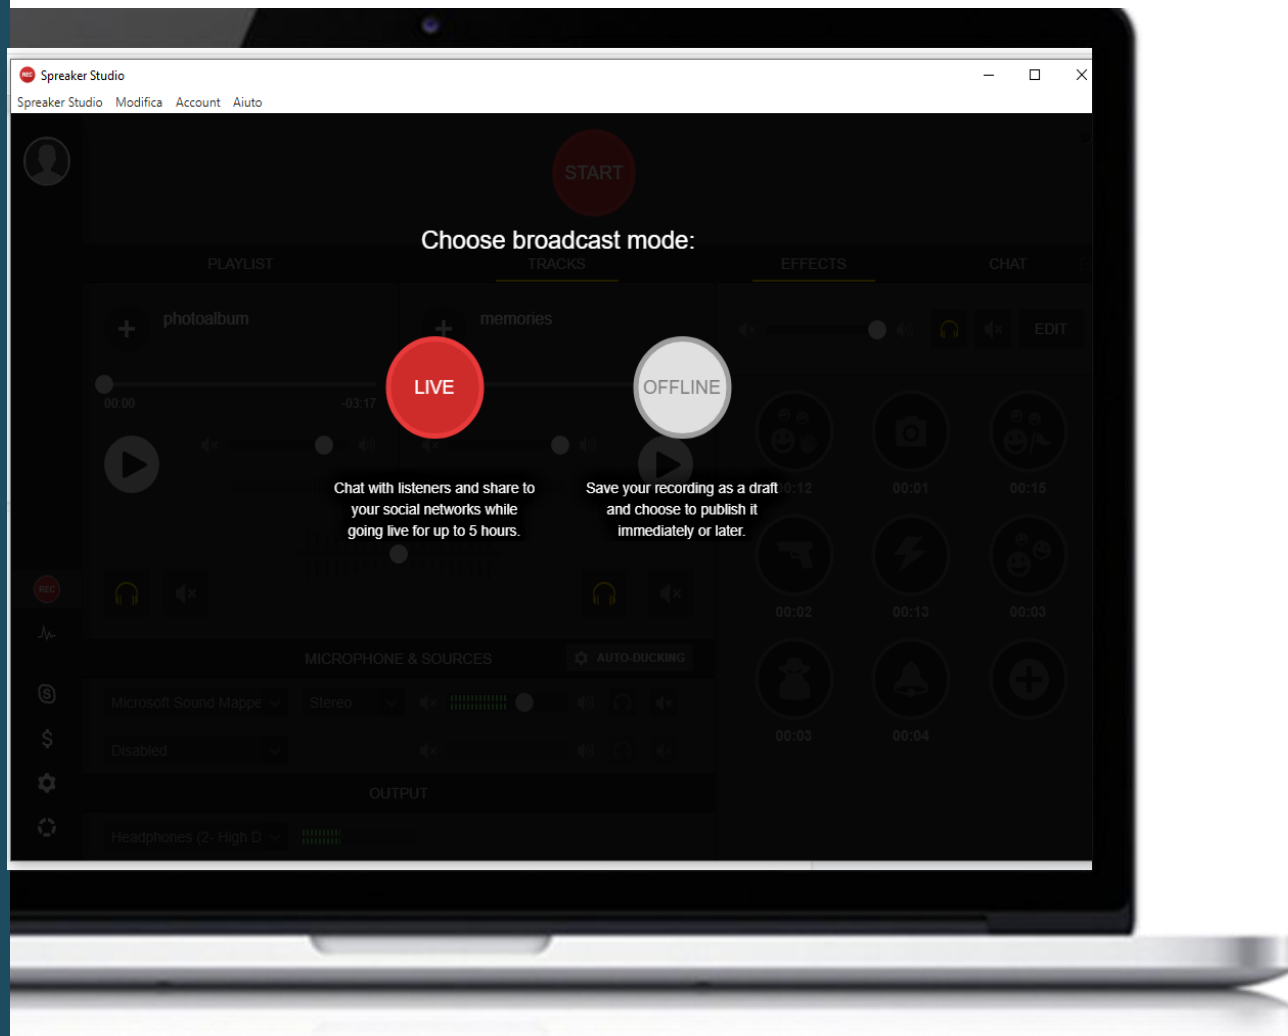 REC Spreaker Studio
Spreaker Studio Modifica Account Aiuto
START
Choose broadcast mode:
PLAYLIST TRACKS EFFECTS CHAT
photoalbum memories
EDIT
LIVE OFFLINE
00:00 -03:17
Chat with listeners and share to
your social networks while
going live for up to 5 hours.
Save your recording as a draft
and choose to publish it
immediately or later.
00:12 00:01 00:15
REC
00:02 00:13 00:03
MICROPHONE & SOURCES AUTO-DUCKING
Microsoft Sound Mappe Stereo
00:03 00:04
Disabled
OUTPUT
Headphones (2- High D